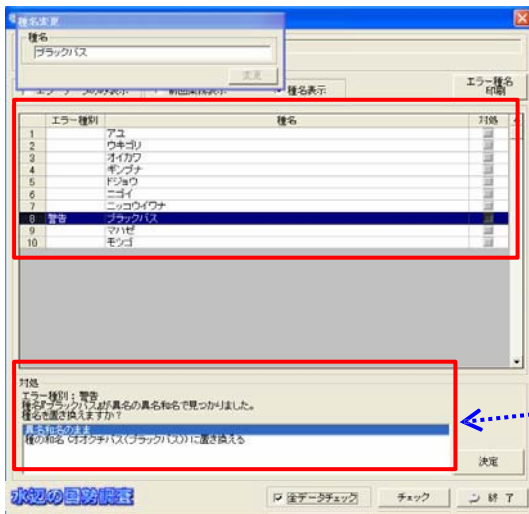 種名変更
種名
ブラックバス
変更
種名表示
エラー種名
印刷
エラー種別 種名 対処
1 アユ
2 ウキゴリ
3 オイカワ
4 ギンブナ
5 ドジョウ
6 ニゴイ
7 ニッコウイワナ
8 警告 ブラックバス
9 マハゼ
10 モツゴ
対処
エラー種別：警告
種名『ブラックバス』が異名の異名和名で見つかりました。
種名を置き換えますか？
異名和名のまま
種の和名 《オオクチバス(ブラックバス)》に置き換える
決定
水辺の国勢調査
全データチェック
チェック
終了